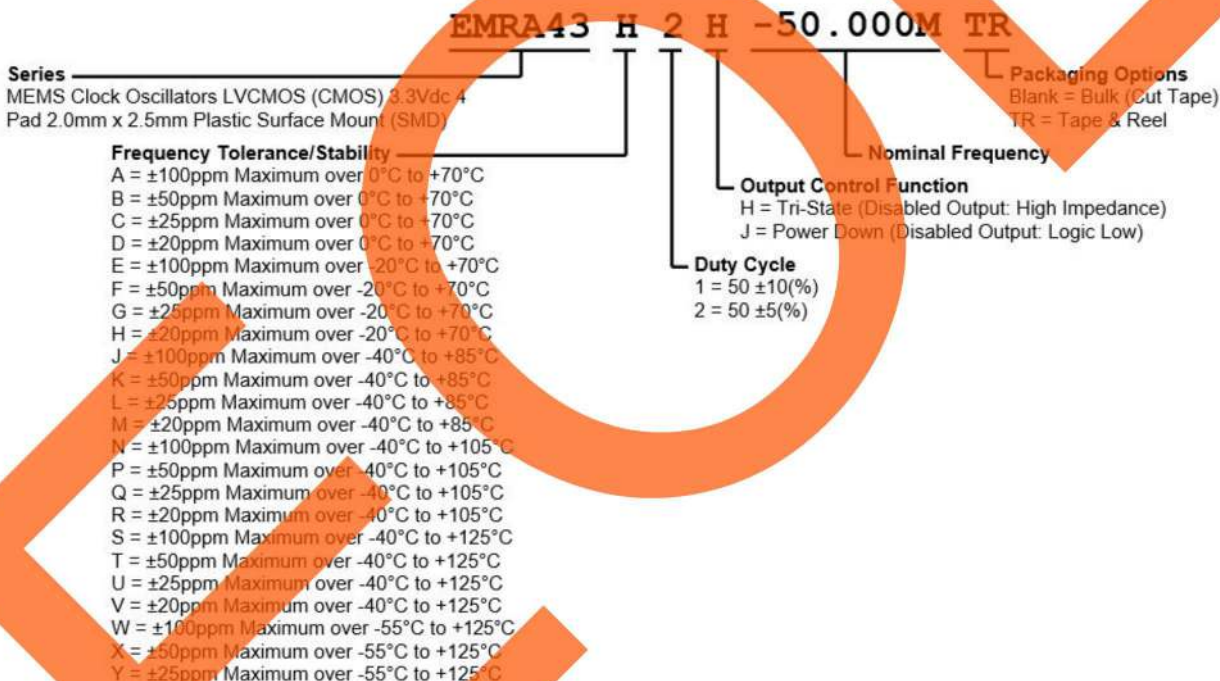 EMRA43 H 2 H -50.000M TR
Series
MEMS Clock Oscillators LVCMOS (CMOS) 3.3Vdc 4
Pad 2.0mm x 2.5mm Plastic Surface Mount (SMD)
Packaging Options
Blank = Bulk (Cut Tape)
TR = Tape & Reel
Frequency Tolerance/Stability
A = ±100ppm Maximum over 0°C to +70°C
B = ±50ppm Maximum over 0°C to +70°C
C = ±25ppm Maximum over 0°C to +70°C
D = ±20ppm Maximum over 0°C to +70°C
E = ±100ppm Maximum over -20°C to +70°C
F = ±50ppm Maximum over -20°C to +70°C
G = ±25ppm Maximum over -20°C to +70°C
H = ±20ppm Maximum over -20°C to +70°C
J = ±100ppm Maximum over -40°C to +85°C
K = ±50ppm Maximum over -40°C to +85°C
L = ±25ppm Maximum over -40°C to +85°C
M = ±20ppm Maximum over -40°C to +85°C
N = ±100ppm Maximum over -40°C to +105°C
P = ±50ppm Maximum over -40°C to +105°C
Q = ±25ppm Maximum over -40°C to +105°C
R = ±20ppm Maximum over -40°C to +105°C
S = ±100ppm Maximum over -40°C to +125°C
T = ±50ppm Maximum over -40°C to +125°C
U = ±25ppm Maximum over -40°C to +125°C
V = ±20ppm Maximum over -40°C to +125°C
W = ±100ppm Maximum over -55°C to +125°C
X = ±50ppm Maximum over -55°C to +125°C
Y = ±25ppm Maximum over -55°C to +125°C
Nominal Frequency
Output Control Function
H = Tri-State (Disabled Output: High Impedance)
J = Power Down (Disabled Output: Logic Low)
Duty Cycle
1 = 50 ±10(%)
2 = 50 ±5(%)